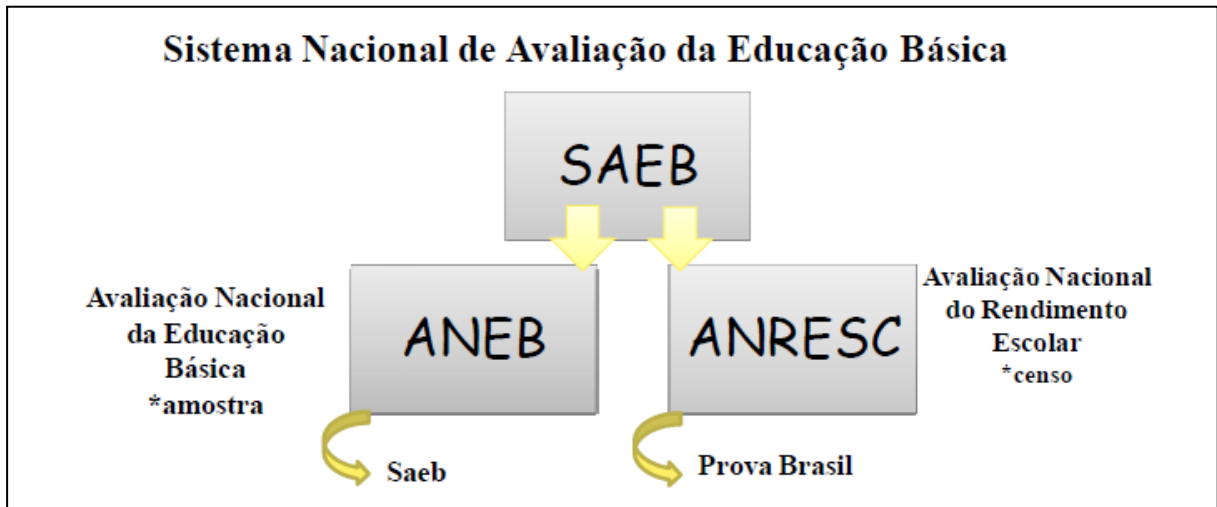 Sistema Nacional de Avaliação da Educação Básica
SAEB
Avaliação Nacional
da Educação
Básica
*amostra
ANEB
ANRESC
Avaliação Nacional
do Rendimento
Escolar
*censo
Saeb
Prova Brasil